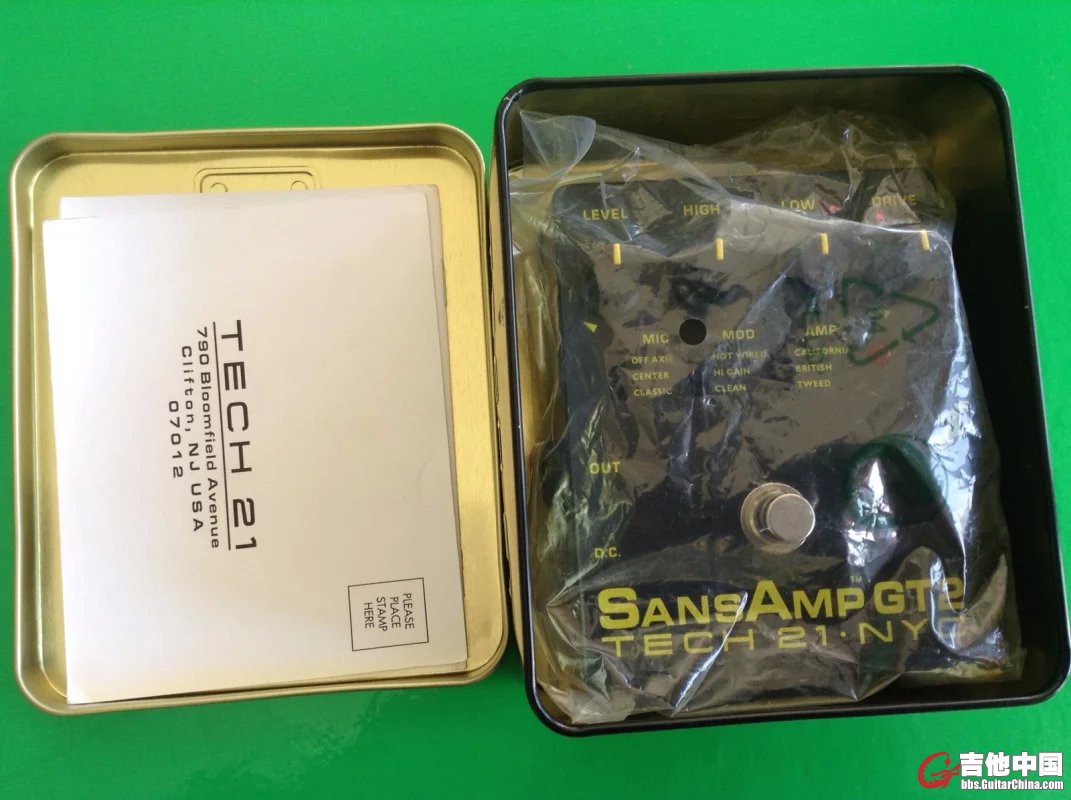 TECH 21
790 Bloomfield Avenue
Clifton, NJ USA
07012
PLEASE
PLACE
STAMP
HERE
LEVEL HIGH LOW DRIVE
MIC MOD AMP
OFF AXIS HOT WIRED CALIFORNIA
CENTER HI GAIN BRITISH
CLASSIC CLEAN TWEED
OUT
D.C.
SANSAMP GT2
TM
TECH 21·NYC
吉他中国
bbs.GuitarChina.com